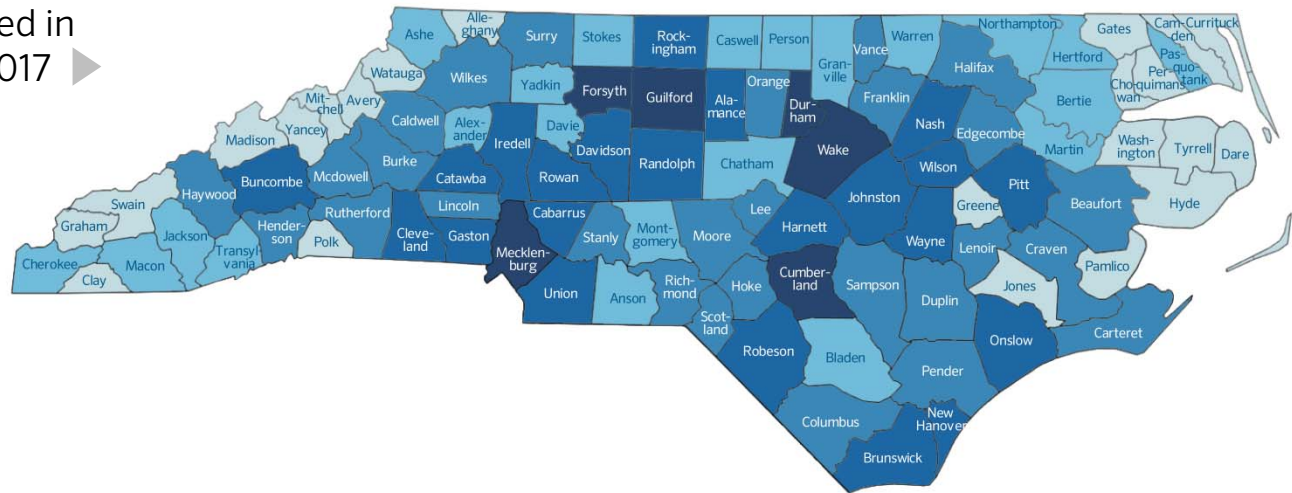 ed in
017
Ashe
Alle-
ghany
Surry
Stokes
Rock-
ingham
Caswell
Person
Gran-
ville
Vance
Warren
Northampton
Gates
Cam-
den
Currituck
Pas-
quo-
tank
Per-
quimans
Cho-
wan
Hertford
Halifax
Bertie
Watauga
Wilkes
Yadkin
Forsyth
Guilford
Ala-
mance
Orange
Dur-
ham
Franklin
Nash
Edgecombe
Martin
Wash-
ington
Tyrrell
Dare
Mit-
chell
Avery
Yancey
Madison
Caldwell
Alex-
ander
Iredell
Davie
Davidson
Randolph
Chatham
Wake
Wilson
Pitt
Beaufort
Hyde
Burke
Mcdowell
Buncombe
Haywood
Swain
Graham
Catawba
Rowan
Johnston
Greene
Lincoln
Cabarrus
Lee
Harnett
Wayne
Lenoir
Craven
Pamlico
Rutherford
Hender-
son
Jackson
Cherokee
Macon
Clay
Transyl-
vania
Polk
Cleve-
land
Gaston
Mecklen-
burg
Stanly
Mont-
gomery
Moore
Cumber-
land
Sampson
Duplin
Jones
Carteret
Union
Anson
Rich-
mond
Hoke
Scot-
land
Robeson
Bladen
Pender
Onslow
Columbus
New
Hanover
Brunswick